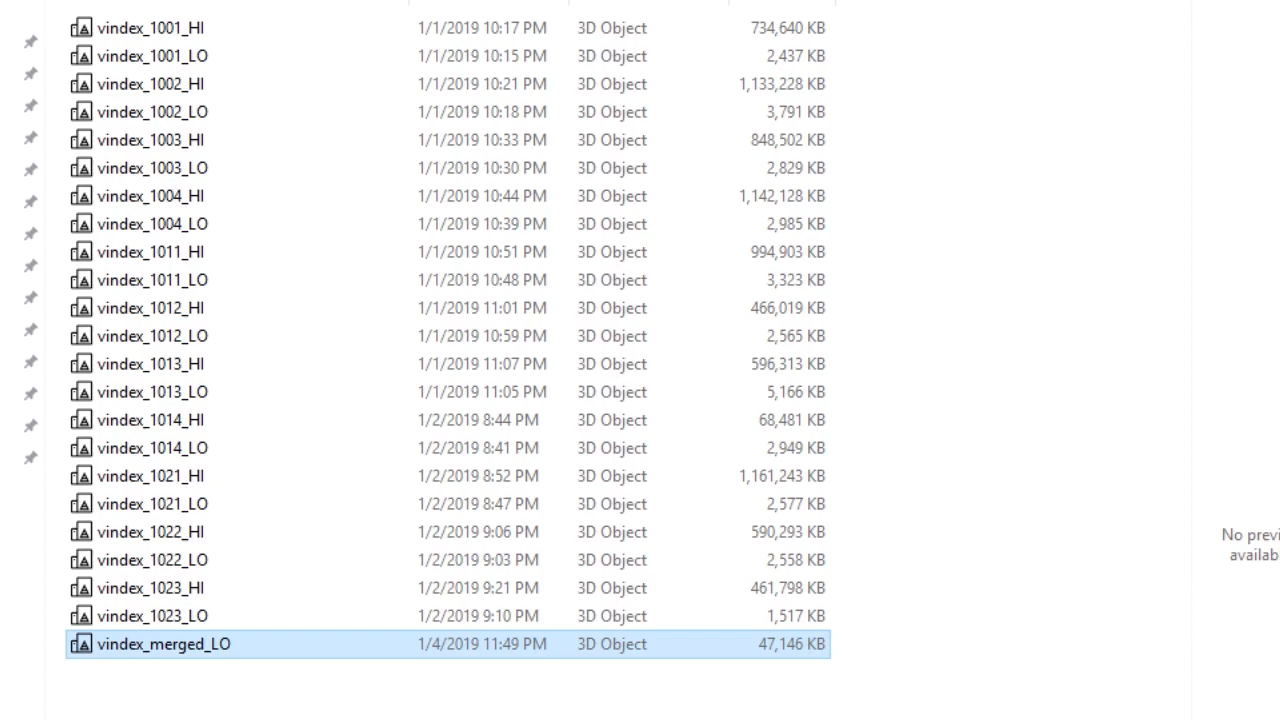 vindex_1001_HI 1/1/2019 10:17 PM 3D Object 734,640 KB
vindex_1001_LO 1/1/2019 10:15 PM 3D Object 2,437 KB
vindex_1002_HI 1/1/2019 10:21 PM 3D Object 1,133,228 KB
vindex_1002_LO 1/1/2019 10:18 PM 3D Object 3,791 KB
vindex_1003_HI 1/1/2019 10:33 PM 3D Object 848,502 KB
vindex_1003_LO 1/1/2019 10:30 PM 3D Object 2,829 KB
vindex_1004_HI 1/1/2019 10:44 PM 3D Object 1,142,128 KB
vindex_1004_LO 1/1/2019 10:39 PM 3D Object 2,985 KB
vindex_1011_HI 1/1/2019 10:51 PM 3D Object 994,903 KB
vindex_1011_LO 1/1/2019 10:48 PM 3D Object 3,323 KB
vindex_1012_HI 1/1/2019 11:01 PM 3D Object 466,019 KB
vindex_1012_LO 1/1/2019 10:59 PM 3D Object 2,565 KB
vindex_1013_HI 1/1/2019 11:07 PM 3D Object 596,313 KB
vindex_1013_LO 1/1/2019 11:05 PM 3D Object 5,166 KB
vindex_1014_HI 1/2/2019 8:44 PM 3D Object 68,481 KB
vindex_1014_LO 1/2/2019 8:41 PM 3D Object 2,949 KB
vindex_1021_HI 1/2/2019 8:52 PM 3D Object 1,161,243 KB
vindex_1021_LO 1/2/2019 8:47 PM 3D Object 2,577 KB
vindex_1022_HI 1/2/2019 9:06 PM 3D Object 590,293 KB
vindex_1022_LO 1/2/2019 9:03 PM 3D Object 2,558 KB
vindex_1023_HI 1/2/2019 9:21 PM 3D Object 461,798 KB
vindex_1023_LO 1/2/2019 9:10 PM 3D Object 1,517 KB
vindex_merged_LO 1/4/2019 11:49 PM 3D Object 47,146 KB
No previ
availab